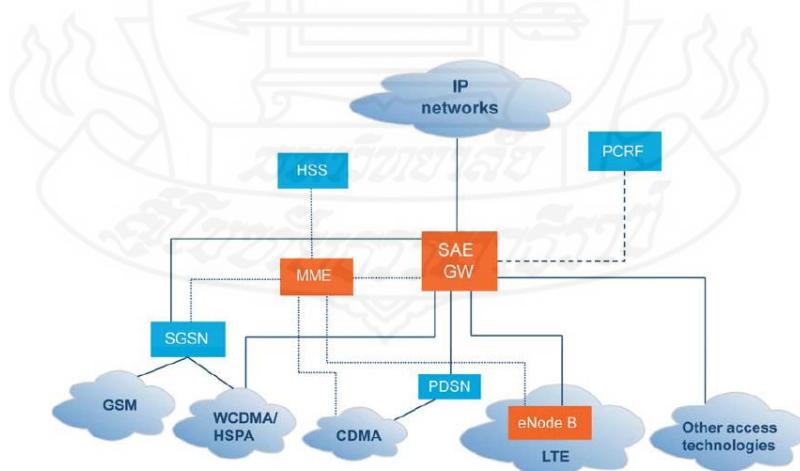 IP
networks
HSS
PCRF
SAE
GW
MME
SGSN
PDSN
GSM
WCDMA/
HSPA
CDMA
eNode B
LTE
Other access
technologies